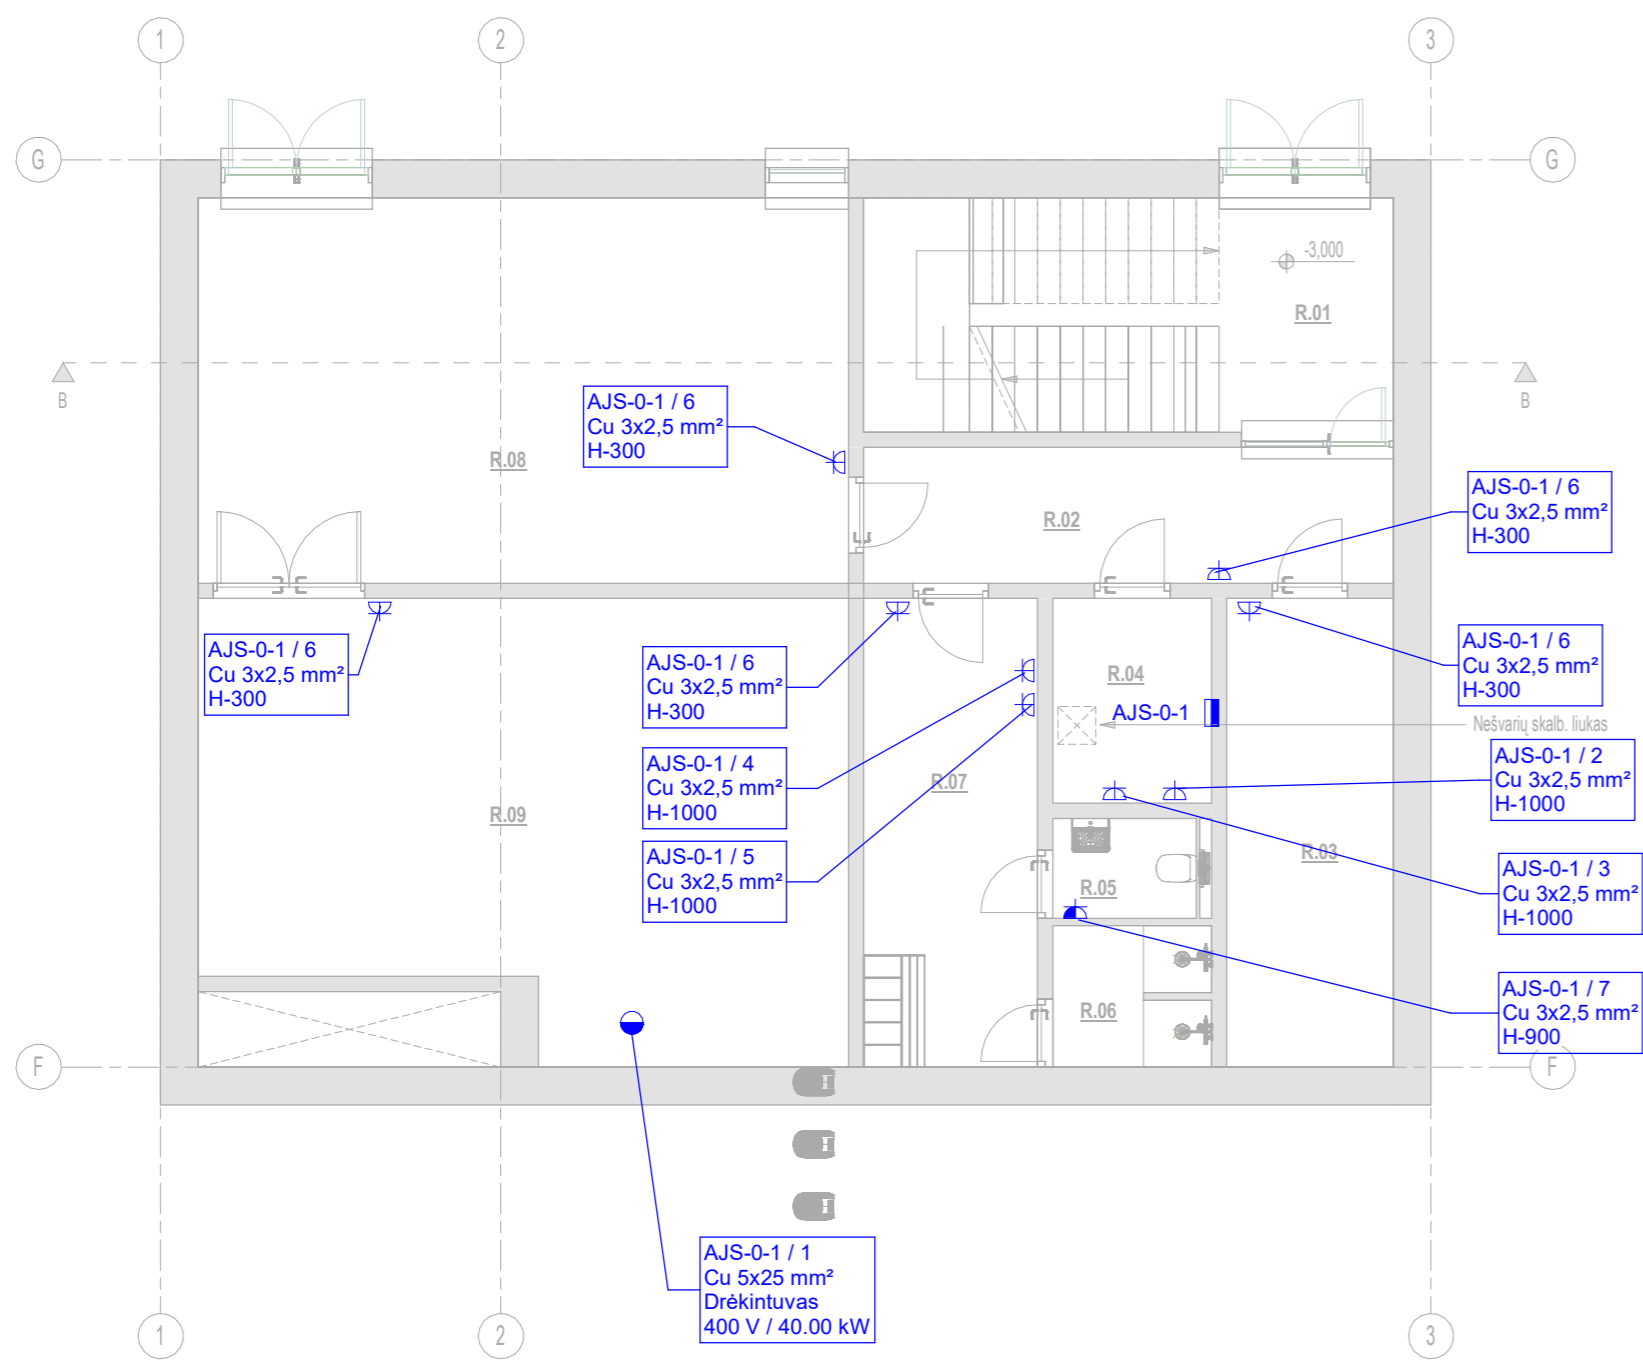 1
2
3
G
G
-3,000
R.01
B
B
AJS-0-1 / 6
Cu 3x2,5 mm²
H-300
R.08
R.02
AJS-0-1 / 6
Cu 3x2,5 mm²
H-300
AJS-0-1 / 6
Cu 3x2,5 mm²
H-300
AJS-0-1 / 6
Cu 3x2,5 mm²
H-300
AJS-0-1 / 6
Cu 3x2,5 mm²
H-300
R.04
AJS-0-1
Nešvarių skalb. liukas
AJS-0-1 / 4
Cu 3x2,5 mm²
H-1000
R.07
AJS-0-1 / 2
Cu 3x2,5 mm²
H-1000
R.09
AJS-0-1 / 5
Cu 3x2,5 mm²
H-1000
R.03
R.05
AJS-0-1 / 3
Cu 3x2,5 mm²
H-1000
R.06
AJS-0-1 / 7
Cu 3x2,5 mm²
H-900
F
F
AJS-0-1 / 1
Cu 5x25 mm²
Drėkintuvas
400 V / 40.00 kW
1
2
3